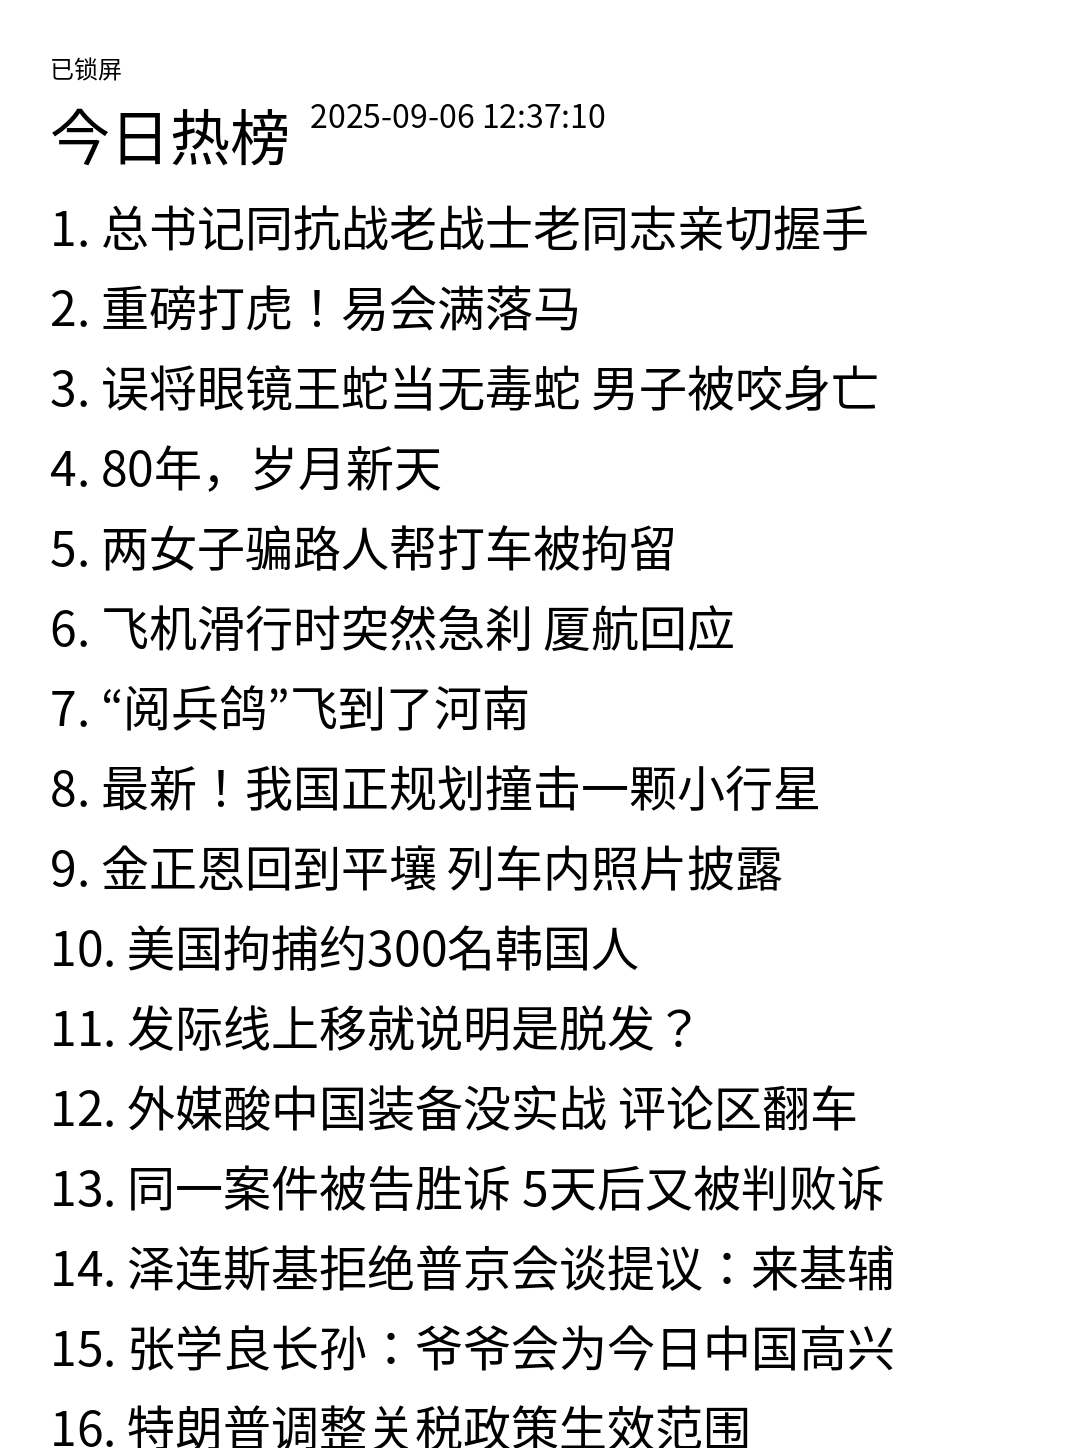 已锁屏
今日热榜 2025-09-06 12:37:10
1. 总书记同抗战老战士老同志亲切握手
2. 重磅打虎！易会满落马
3. 误将眼镜王蛇当无毒蛇 男子被咬身亡
4. 80年，岁月新天
5. 两女子骗路人帮打车被拘留
6. 飞机滑行时突然急刹 厦航回应
7. “阅兵鸽”飞到了河南
8. 最新！我国正规划撞击一颗小行星
9. 金正恩回到平壤 列车内照片披露
10. 美国拘捕约300名韩国人
11. 发际线上移就说明是脱发？
12. 外媒酸中国装备没实战 评论区翻车
13. 同一案件被告胜诉 5天后又被判败诉
14. 泽连斯基拒绝普京会谈提议：来基辅
15. 张学良长孙：爷爷会为今日中国高兴
16. 特朗普调整关税政策生效范围